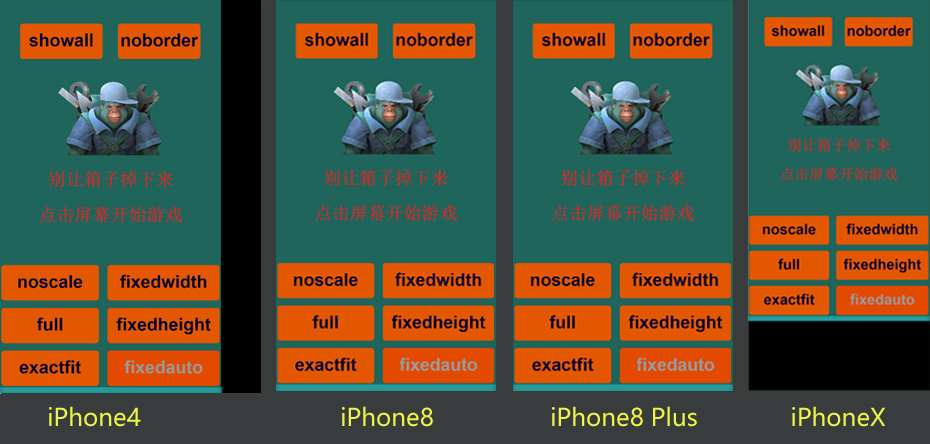 showall noborder
别让箱子掉下来
点击屏幕开始游戏
noscale fixedwidth
full fixedheight
exactfit fixedauto
iPhone4
showall noborder
别让箱子掉下来
点击屏幕开始游戏
noscale fixedwidth
full fixedheight
exactfit fixedauto
iPhone8
showall noborder
别让箱子掉下来
点击屏幕开始游戏
noscale fixedwidth
full fixedheight
exactfit fixedauto
iPhone8 Plus
showall noborder
别让箱子掉下来
点击屏幕开始游戏
noscale fixedwidth
full fixedheight
exactfit fixedauto
iPhoneX